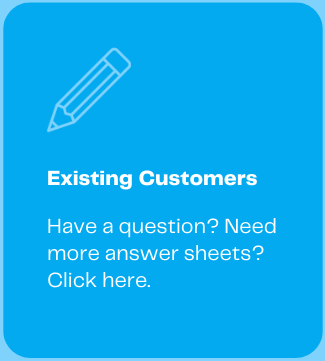 Existing Customers
Have a question? Need
more answer sheets?
Click here.